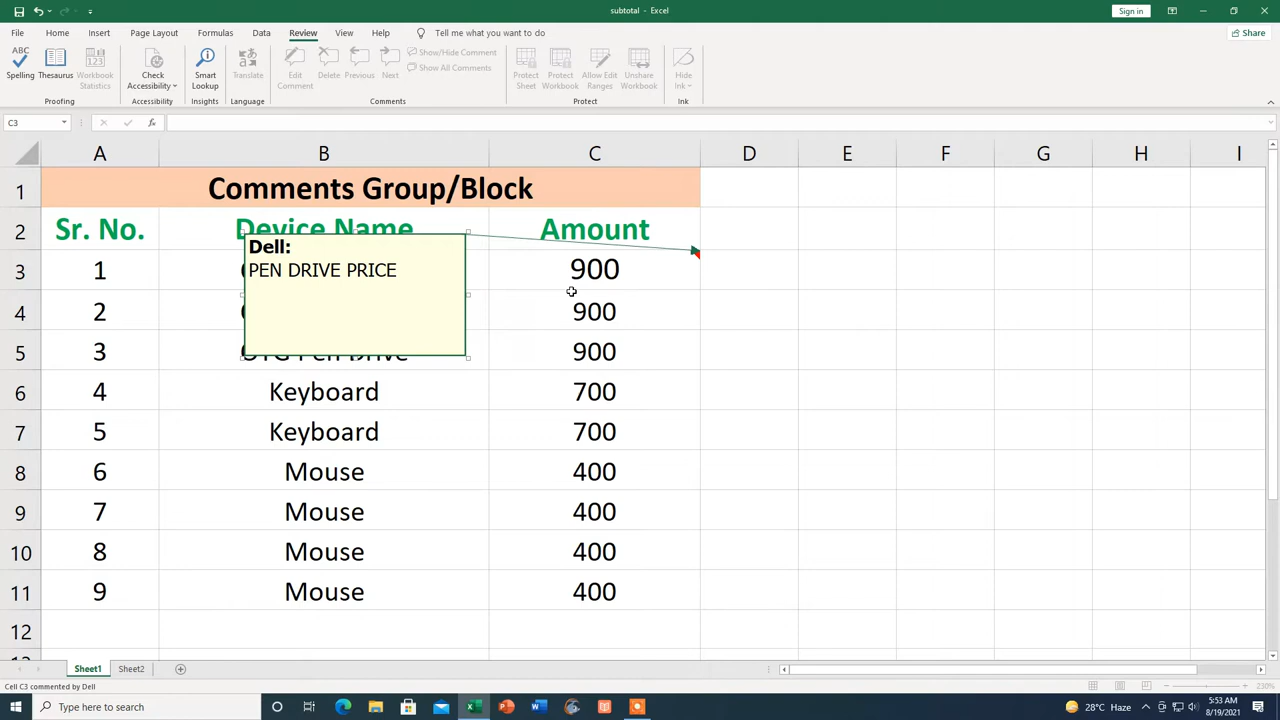 subtotal - Excel
Sign in
File Home Insert Page Layout Formulas Data Review View Help Tell me what you want to do
Share
ABC
Spelling Thesaurus Workbook Statistics
Check Accessibility
Smart Lookup
Translate
Edit Comment Delete Previous Next
Show/Hide Comment
Show All Comments
Protect Sheet Protect Workbook Allow Edit Ranges Unshare Workbook
Hide Ink
Proofing Accessibility Insights Language Comments Protect Ink
C3 fx
A B C D E F G H I
1 Comments Group/Block
2 Sr. No. Device Name Amount
Dell:
PEN DRIVE PRICE
3 1 900
4 2 900
5 3 Pen Drive 900
6 4 Keyboard 700
7 5 Keyboard 700
8 6 Mouse 400
9 7 Mouse 400
10 8 Mouse 400
11 9 Mouse 400
12
Sheet1 Sheet2
Cell C3 commented by Dell
230%
Type here to search
28°C Haze
5:53 AM
8/19/2021